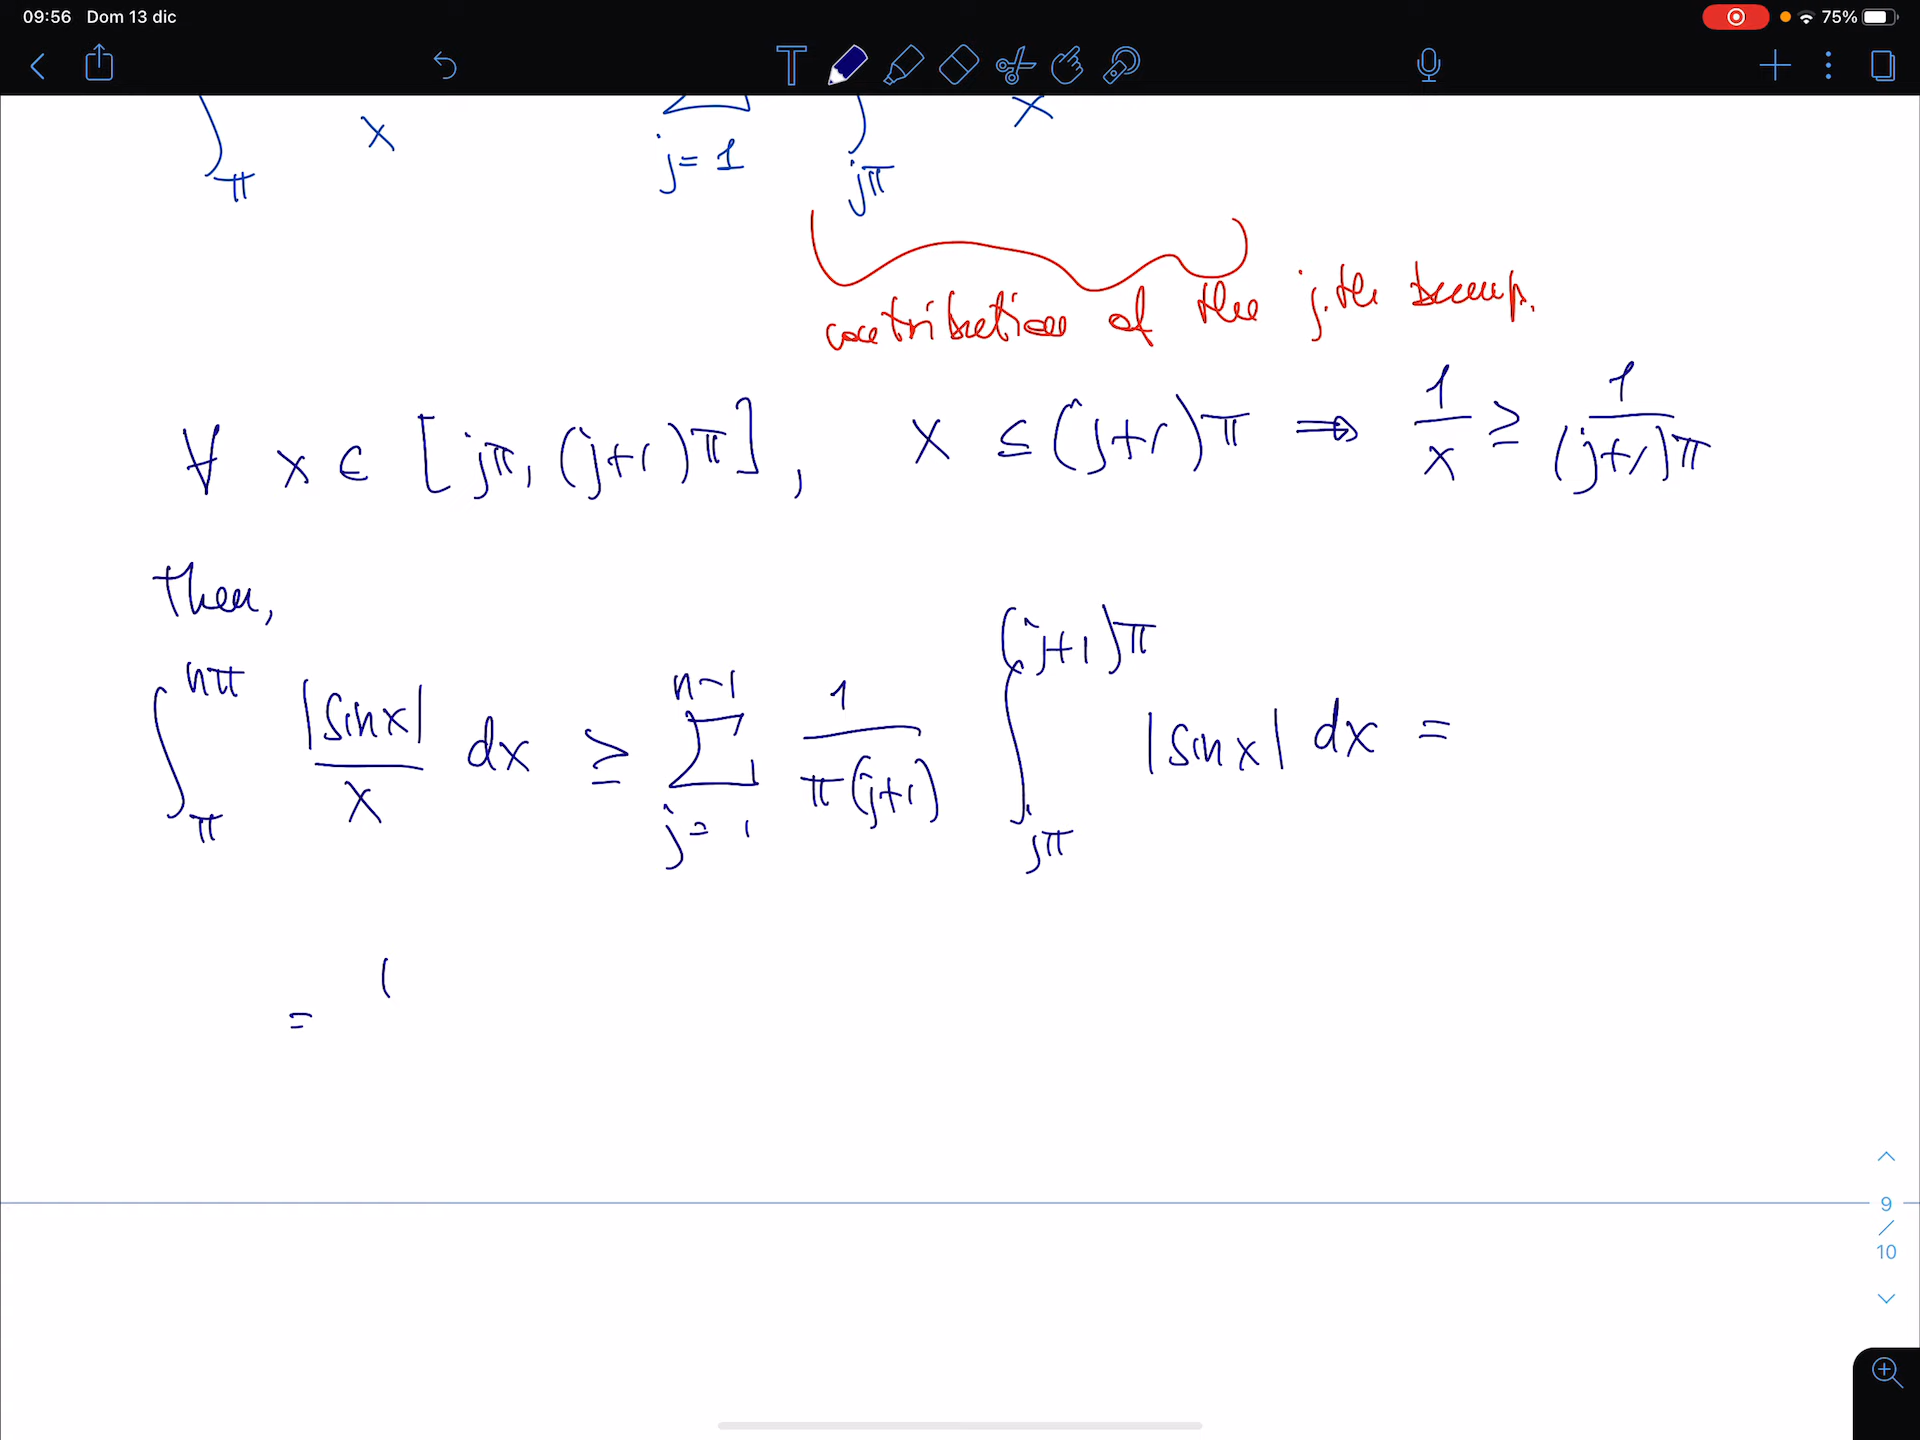 09:56 Dom 13 dic 75%
∫_π x ∑_{j=1} ∫_{jπ} x
contribution of the j.th bump.
∀ x ∈ [jπ, (j+1)π], x ≤ (j+1)π ⇒ 1/x ≥ 1/(j+1)π
then,
∫_π^{nπ} |sin x|/x dx ≥ ∑_{j=1}^{n-1} 1/π(j+1) ∫_{jπ}^{(j+1)π} |sin x| dx =
= (
9 / 10